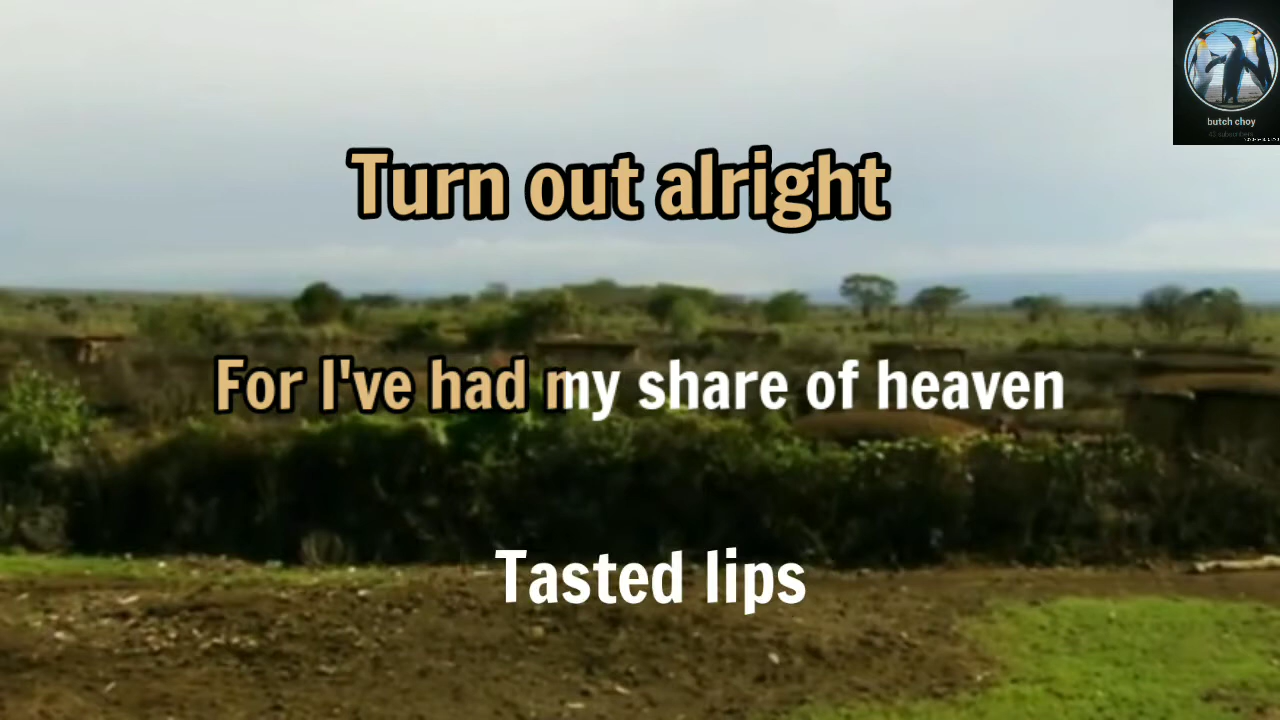 butch choy
Turn out alright
For I've had my share of heaven
Tasted lips